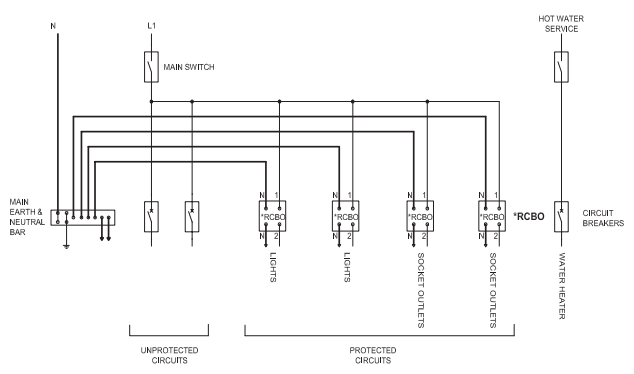 N
L1
HOT WATER
SERVICE
MAIN SWITCH
MAIN
EARTH &
NEUTRAL
BAR
N 1
*RCBO
N 2
N 1
*RCBO
N 2
N 1
*RCBO
N 2
N 1
*RCBO
N 2
*RCBO
CIRCUIT
BREAKERS
LIGHTS
LIGHTS
SOCKET OUTLETS
SOCKET OUTLETS
WATER HEATER
UNPROTECTED
CIRCUITS
PROTECTED
CIRCUITS